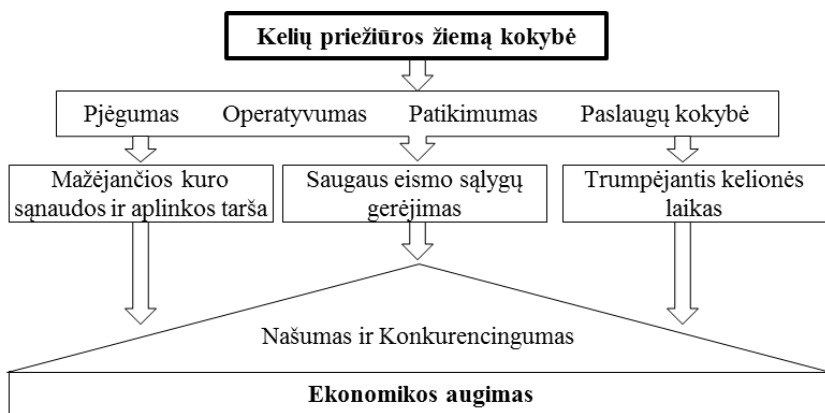 Kelių priežiūros žiemą kokybė
Pjėgumas Operatyvumas Patikimumas Paslaugų kokybė
Mažėjančios kuro
sąnaudos ir aplinkos tarša
Saugaus eismo sąlygų
gerėjimas
Trumpėjantis kelionės
laikas
Našumas ir Konkurencingumas
Ekonomikos augimas